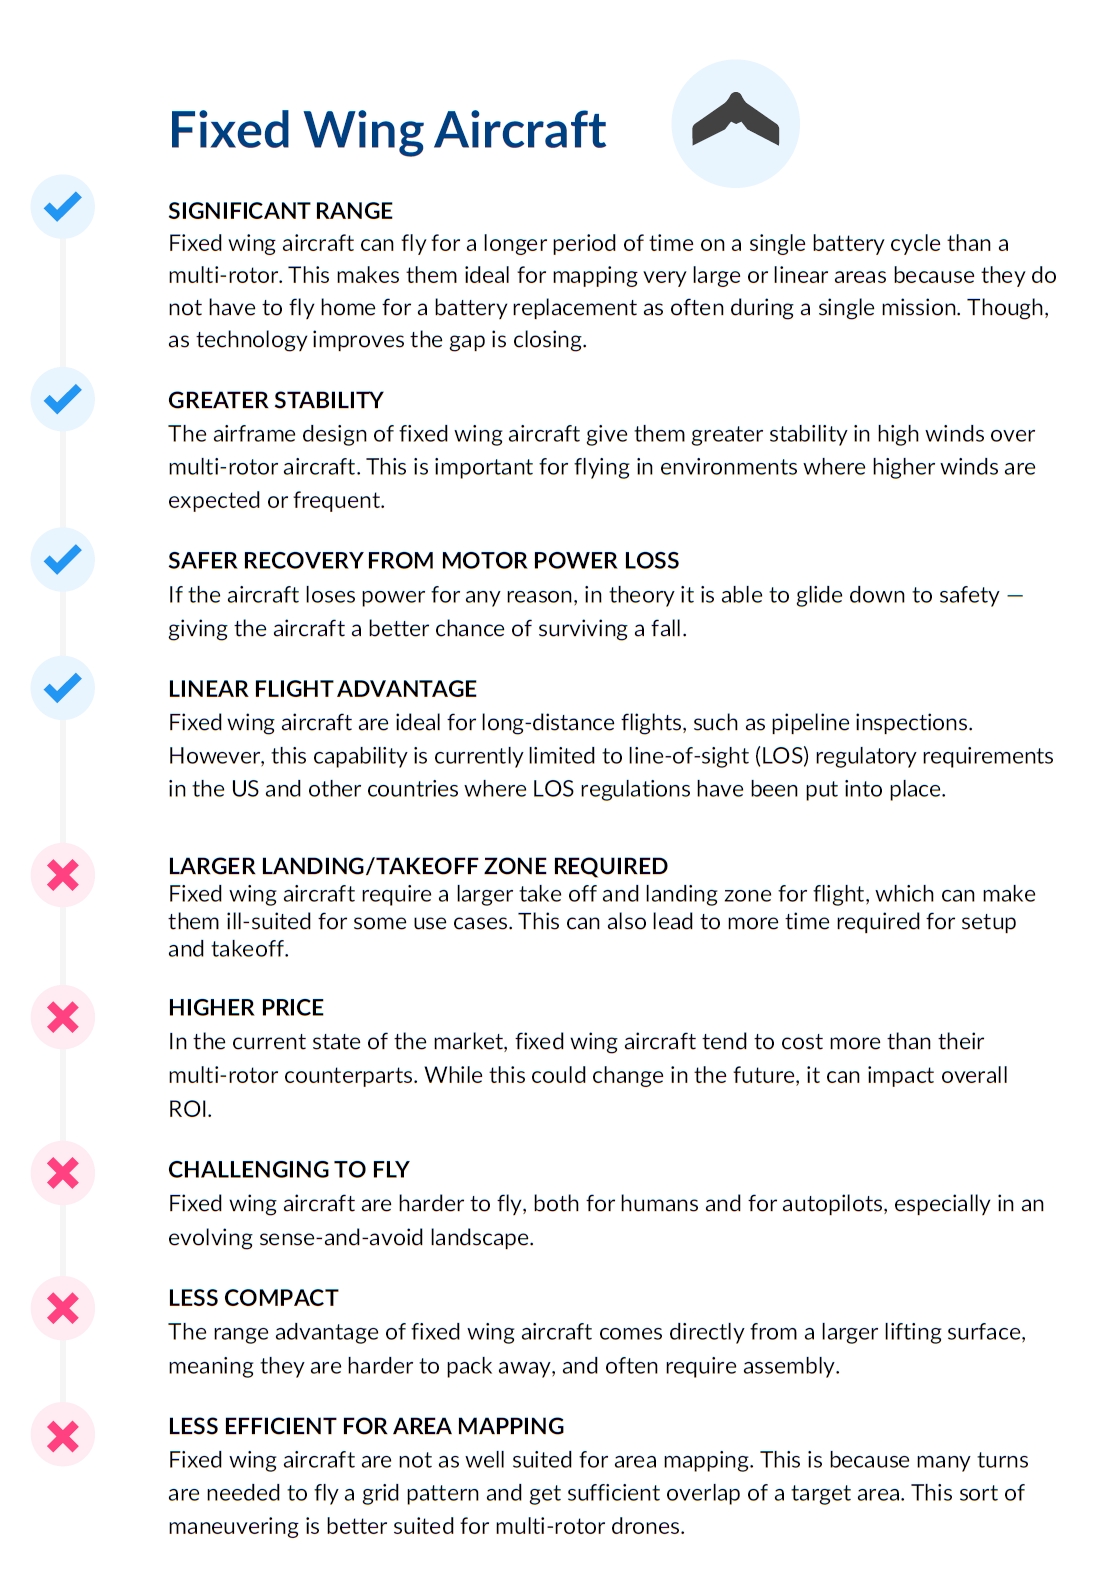 Fixed Wing Aircraft
SIGNIFICANT RANGE
Fixed wing aircraft can fly for a longer period of time on a single battery cycle than a
multi-rotor. This makes them ideal for mapping very large or linear areas because they do
not have to fly home for a battery replacement as often during a single mission. Though,
as technology improves the gap is closing.
GREATER STABILITY
The airframe design of fixed wing aircraft give them greater stability in high winds over
multi-rotor aircraft. This is important for flying in environments where higher winds are
expected or frequent.
SAFER RECOVERY FROM MOTOR POWER LOSS
If the aircraft loses power for any reason, in theory it is able to glide down to safety —
giving the aircraft a better chance of surviving a fall.
LINEAR FLIGHT ADVANTAGE
Fixed wing aircraft are ideal for long-distance flights, such as pipeline inspections.
However, this capability is currently limited to line-of-sight (LOS) regulatory requirements
in the US and other countries where LOS regulations have been put into place.
LARGER LANDING/TAKEOFF ZONE REQUIRED
Fixed wing aircraft require a larger take off and landing zone for flight, which can make
them ill-suited for some use cases. This can also lead to more time required for setup
and takeoff.
HIGHER PRICE
In the current state of the market, fixed wing aircraft tend to cost more than their
multi-rotor counterparts. While this could change in the future, it can impact overall
ROI.
CHALLENGING TO FLY
Fixed wing aircraft are harder to fly, both for humans and for autopilots, especially in an
evolving sense-and-avoid landscape.
LESS COMPACT
The range advantage of fixed wing aircraft comes directly from a larger lifting surface,
meaning they are harder to pack away, and often require assembly.
LESS EFFICIENT FOR AREA MAPPING
Fixed wing aircraft are not as well suited for area mapping. This is because many turns
are needed to fly a grid pattern and get sufficient overlap of a target area. This sort of
maneuvering is better suited for multi-rotor drones.